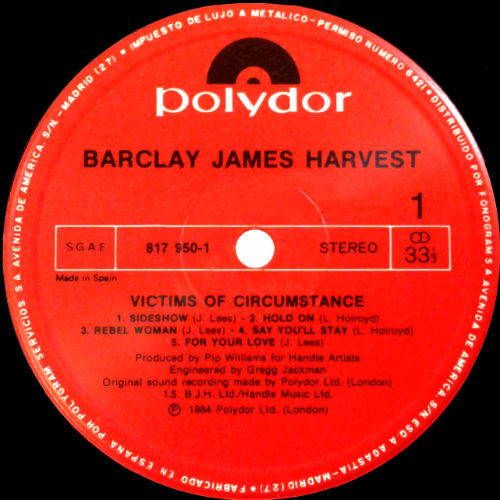 polydor
BARCLAY JAMES HARVEST
1
S.G.A.E.
817 950-1
STEREO
33 1/3
Made in Spain
VICTIMS OF CIRCUMSTANCE
1. SIDESHOW (J. Lees) - 2. HOLD ON (L. Holroyd)
3. REBEL WOMAN (J. Lees) - 4. SAY YOU'LL STAY (L. Holroyd)
5. FOR YOUR LOVE (J. Lees)
Produced by Pip Williams for Handle Artists
Engineered by Gregg Jackman
Original sound recording made by Polydor Ltd. (London)
1.5. B.J.H. Ltd./Handle Music Ltd.
Ⓟ 1984 Polydor Ltd. (London)
• FABRICADO EN ESPAÑA POR POLYGRAM SERVICIOS. S A AVENIDA DE AMERICA. S/N.-MADRID (27) • IMPUESTO DE LUJO A METALICO - PERMISO NUMERO 6421 • DISTRIBUIDO POR FONOGRAM S A AVENIDA DE AMERICA. S/N ESQ A AGASTIA-MADRID (27)